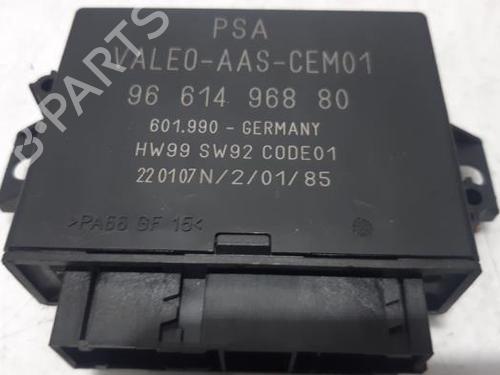 PSA
VALEO-AAS-CEM01
96 614 968 80
601.990 - GERMANY
HW99 SW92 CODE01
220107N/2/01/85
>PA66 GF 15<